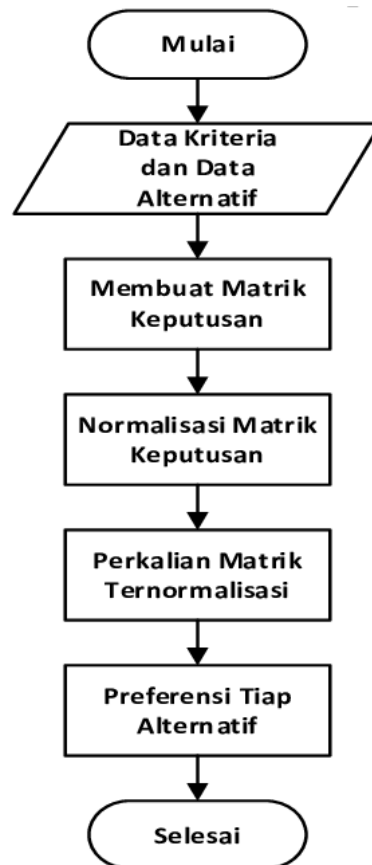 Mulai
Data Kriteria
dan Data
Alternatif
Membuat Matrik
Keputusan
Normalisasi Matrik
Keputusan
Perkalian Matrik
Ternormalisasi
Preferensi Tiap
Alternatif
Selesai